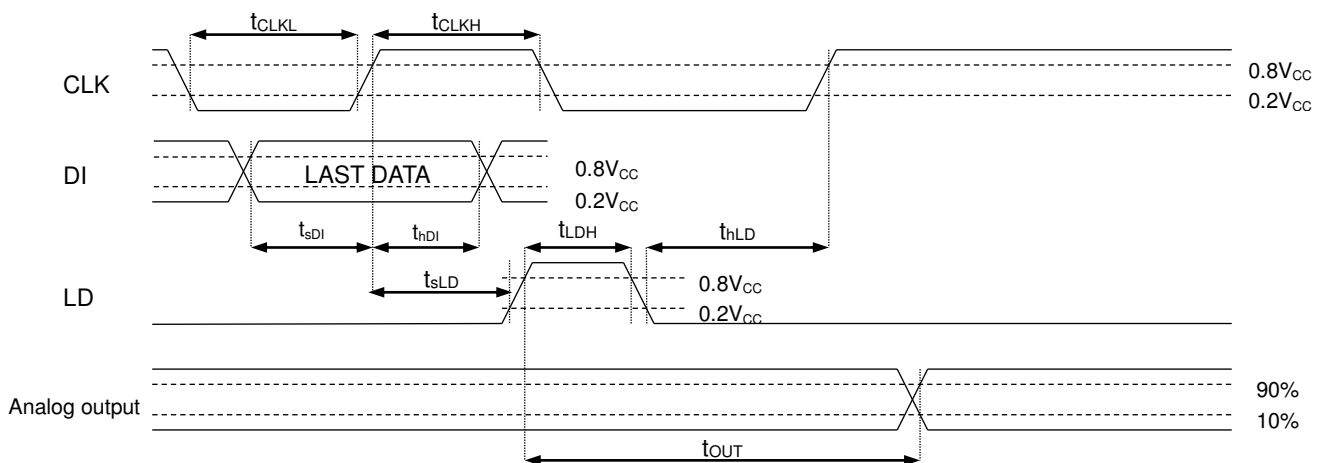 tCLKL
tCLKH
CLK
0.8VCC
0.2VCC
DI
LAST DATA
0.8VCC
0.2VCC
tsDI
thDI
tLDH
thLD
tsLD
LD
0.8VCC
0.2VCC
Analog output
90%
10%
tOUT